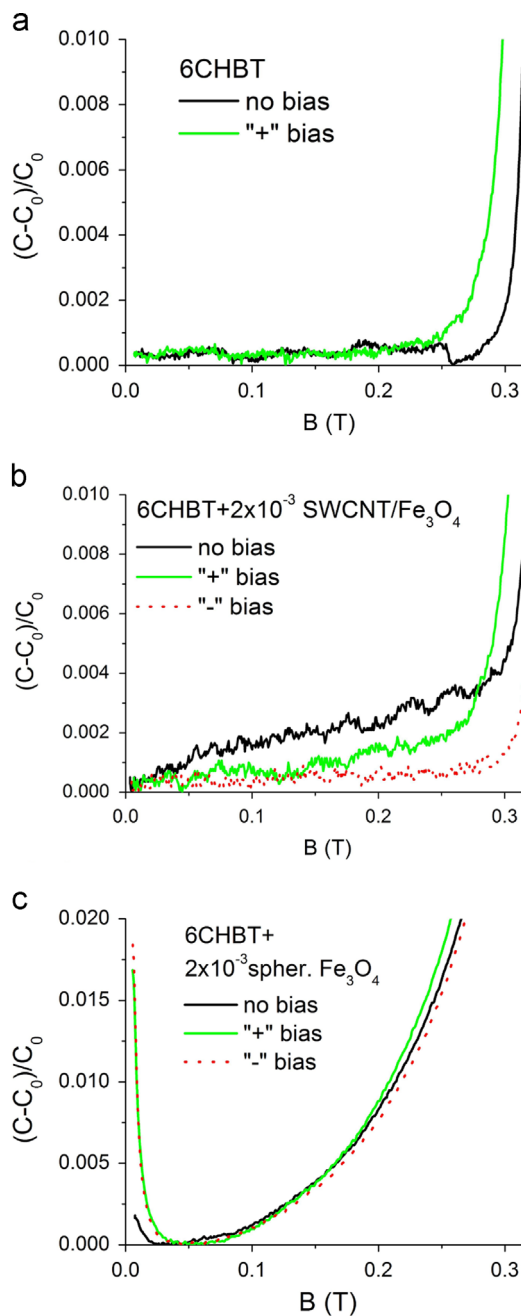 a
0.010
6CHBT
no bias
0.008
"+" bias
0.006
(C-C₀)/C₀
0.004
0.002
0.000
0.0 0.1 0.2 0.3
B (T)
b
0.010
6CHBT+2x10⁻³ SWCNT/Fe₃O₄
no bias
0.008
"+" bias
"-" bias
0.006
(C-C₀)/C₀
0.004
0.002
0.000
0.0 0.1 0.2 0.3
B (T)
c
0.020
6CHBT+
2x10⁻³spher. Fe₃O₄
0.015
no bias
"+" bias
"-" bias
(C-C₀)/C₀
0.010
0.005
0.000
0.0 0.1 0.2 0.3
B (T)